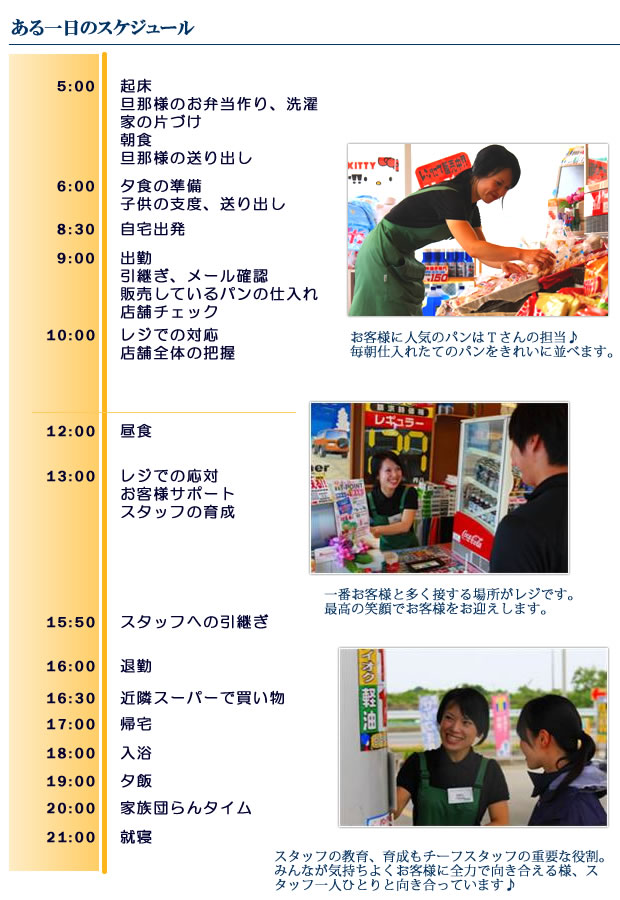 ある一日のスケジュール
5:00 起床
旦那様のお弁当作り、洗濯
家の片づけ
朝食
旦那様の送り出し
6:00 夕食の準備
子供の支度、送り出し
8:30 自宅出発
9:00 出勤
引継ぎ、メール確認
販売しているパンの仕入れ
店舗チェック
10:00 レジでの対応
店舗全体の把握
KITTY
150
お客様に人気のパンはTさんの担当♪
毎朝仕入れたてのパンをきれいに並べます。
12:00 昼食
13:00 レジでの応対
お客様サポート
スタッフの育成
レギュラー
Coca-Cola
一番お客様と多く接する場所がレジです。
最高の笑顔でお客様をお迎えします。
15:50 スタッフへの引継ぎ
16:00 退勤
16:30 近隣スーパーで買い物
17:00 帰宅
18:00 入浴
19:00 夕飯
20:00 家族団らんタイム
21:00 就寝
イオク
軽油
スタッフの教育、育成もチーフスタッフの重要な役割。
みんなが気持ちよくお客様に全力で向き合える様、ス
タッフ一人ひとりと向き合っています♪